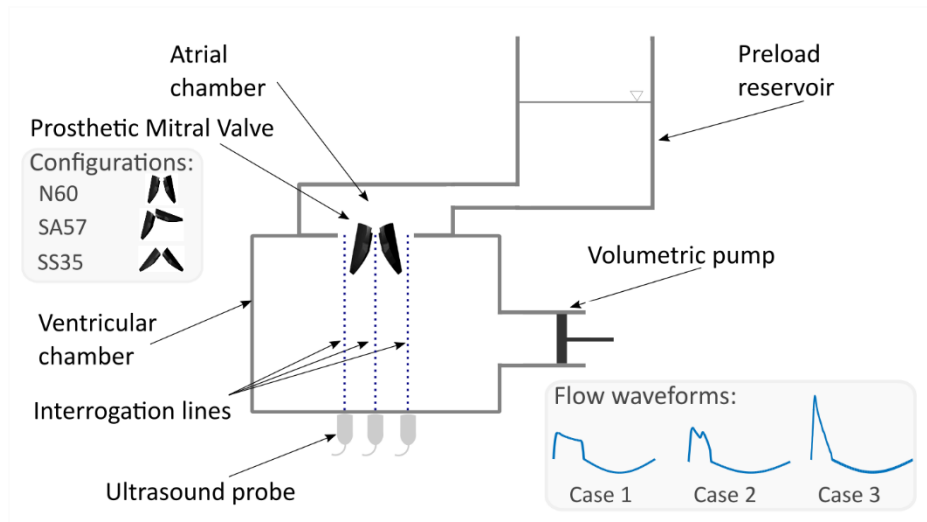 Atrial
chamber
Preload
reservoir
Prosthetic Mitral Valve
Configurations:
N60
SA57
SS35
Volumetric pump
Ventricular
chamber
Interrogation lines
Flow waveforms:
Case 1 Case 2 Case 3
Ultrasound probe